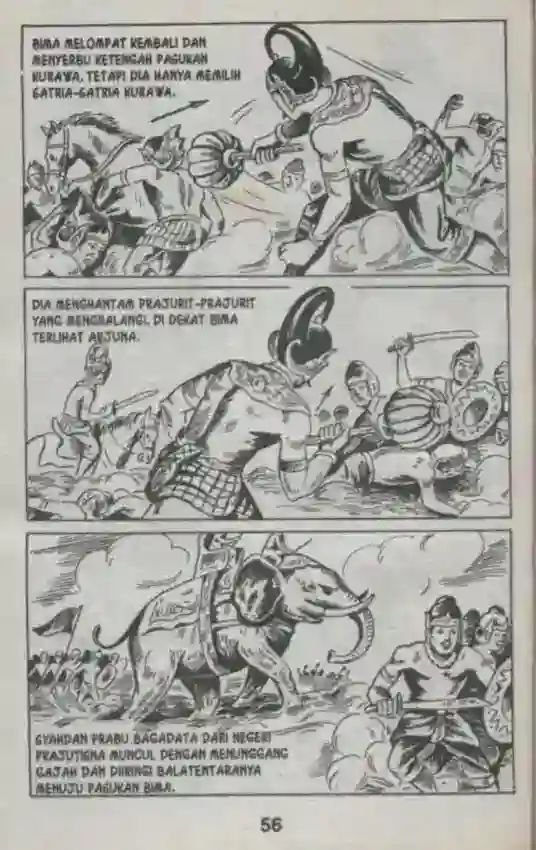 BIMA MELOMPAT KEMBALI DAN
MENYERBU KETENGAH PASUKAN
KURAWA, TETAPI DIA HANYA MEMILIH
SATRIA-SATRIA KURAWA.
DIA MENGHANTAM PRAJURIT-PRAJURIT
YANG MENGHALANGI. DI DEKAT BIMA
TERLIHAT ARJUNA.
SYAHDAN PRABU BAGADATA DARI NEGERI
PRAJUTISNA MUNCUL DENGAN MENUNGGANG
GAJAH DAN DIIRINGI BALATENTARANYA
MENUJU PASUKAN BIMA.
56